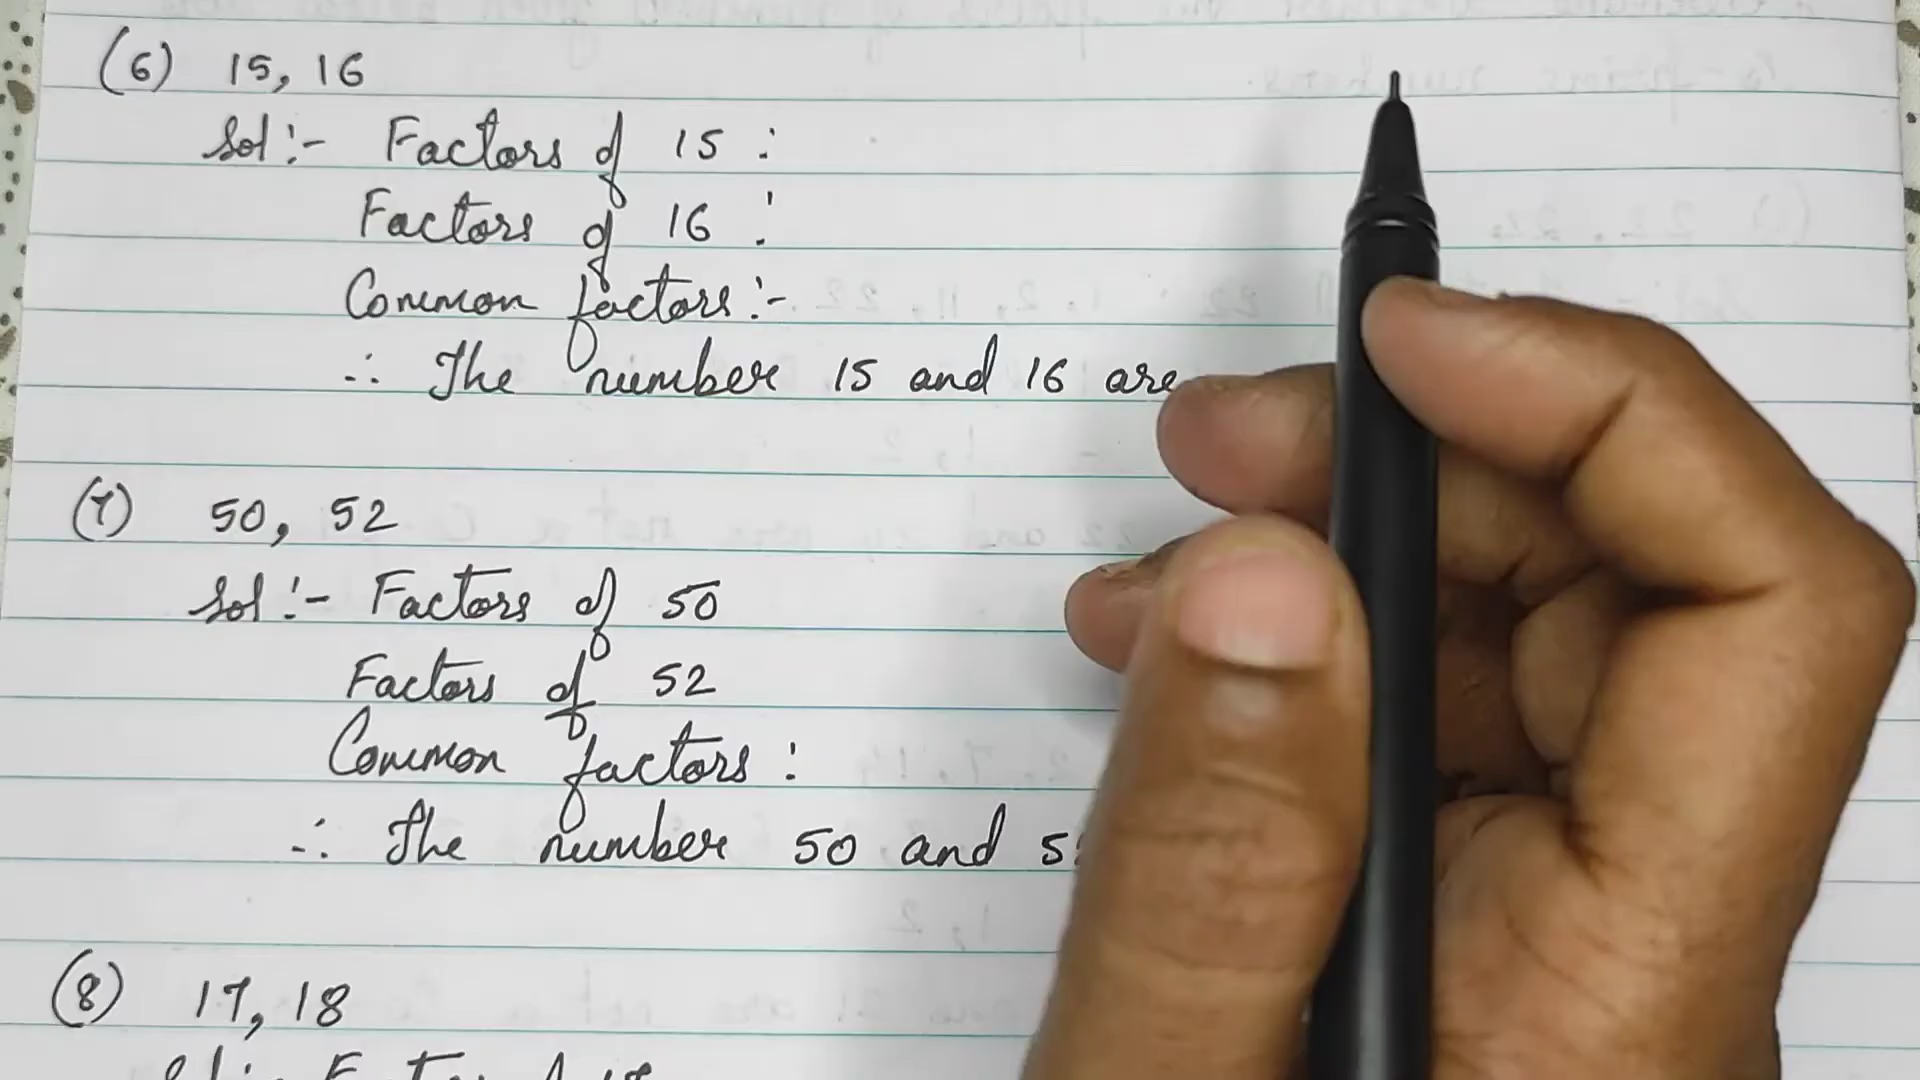 (6) 15, 16
Sol:- Factors of 15 :
Factors of 16 :
Common factors:-
∴ The number 15 and 16 are
(7) 50, 52
Sol:- Factors of 50
Factors of 52
Common factors:
∴ The number 50 and
(8) 17, 18